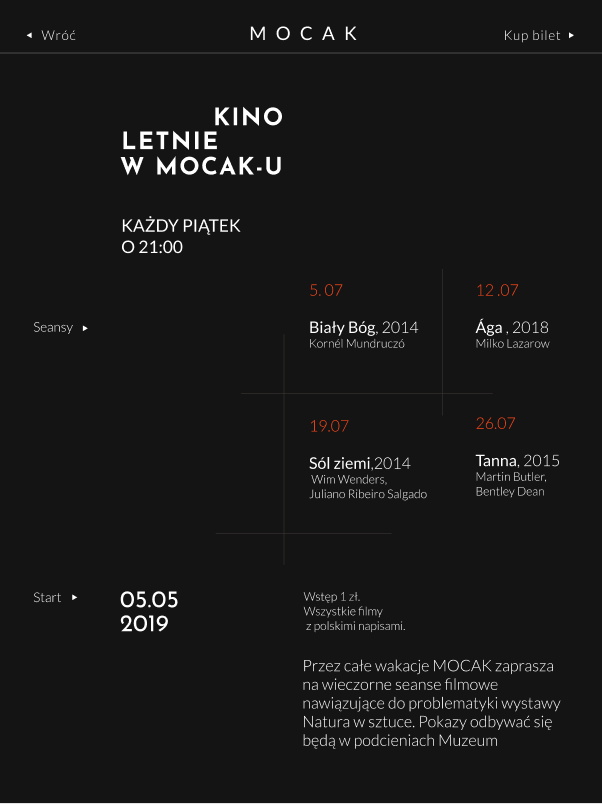 Wróć
MOCAK
Kup bilet
KINO
LETNIE
W MOCAK-U
KAŻDY PIĄTEK
O 21:00
Seansy
5. 07
Biały Bóg, 2014
Kornél Mundruczó
12 .07
Ága , 2018
Milko Lazarow
19.07
Sól ziemi,2014
Wim Wenders,
Juliano Ribeiro Salgado
26.07
Tanna, 2015
Martin Butler,
Bentley Dean
Start
05.05
2019
Wstęp 1 zł.
Wszystkie filmy
z polskimi napisami.
Przez całe wakacje MOCAK zaprasza
na wieczorne seanse filmowe
nawiązujące do problematyki wystawy
Natura w sztuce. Pokazy odbywać się
będą w podcieniach Muzeum